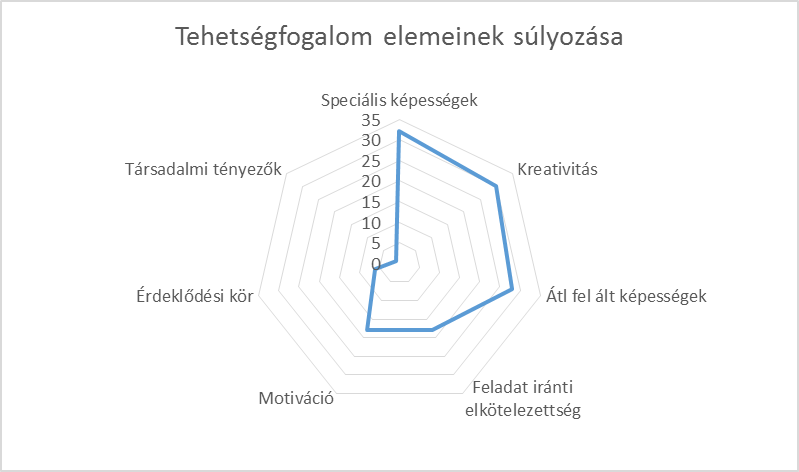 Tehetségfogalom elemeinek súlyozása
Speciális képességek
35
30
25
20
15
10
5
0
Kreativitás
Átl fel ált képességek
Feladat iránti
elkötelezettség
Motiváció
Érdeklődési kör
Társadalmi tényezők